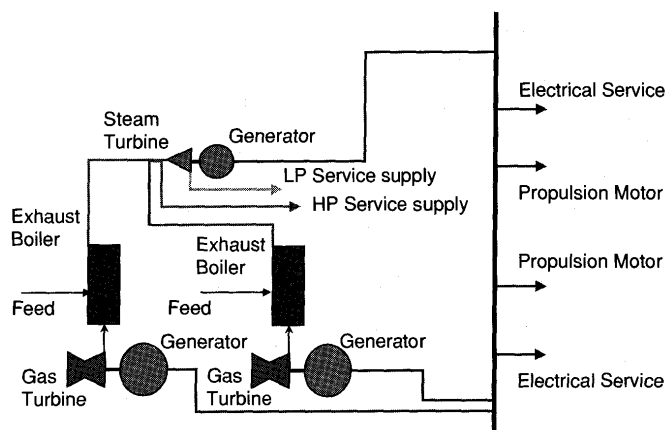 Electrical Service
Steam
Turbine
Generator
LP Service supply
Propulsion Motor
HP Service supply
Exhaust
Boiler
Exhaust
Boiler
Propulsion Motor
Feed
Feed
Generator
Generator
Gas
Turbine
Gas
Turbine
Electrical Service